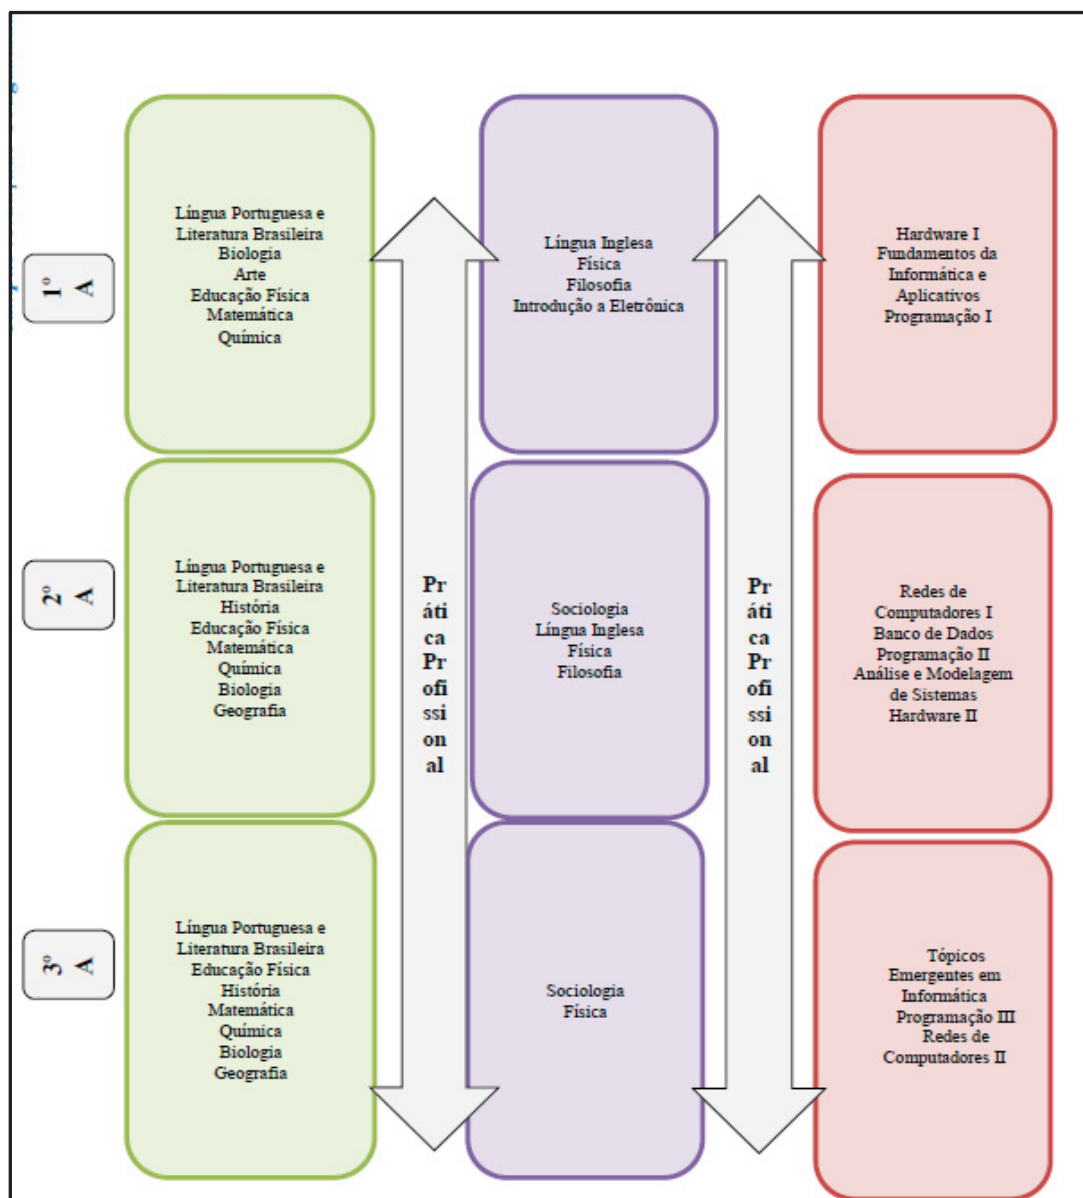 1º
A
Língua Portuguesa e
Literatura Brasileira
Biologia
Arte
Educação Física
Matemática
Química
Língua Inglesa
Física
Filosofia
Introdução a Eletrônica
Hardware I
Fundamentos da
Informática e
Aplicativos
Programação I
2º
A
Língua Portuguesa e
Literatura Brasileira
História
Educação Física
Matemática
Química
Biologia
Geografia
Pr
áti
ca P
rofi
ssi
on
al
Sociologia
Língua Inglesa
Física
Filosofia
Pr
áti
ca P
rofi
ssi
on
al
Redes de
Computadores I
Banco de Dados
Programação II
Análise e Modelagem
de Sistemas
Hardware II
3º
A
Língua Portuguesa e
Literatura Brasileira
Educação Física
História
Matemática
Química
Biologia
Geografia
Sociologia
Física
Tópicos
Emergentes em
Informática
Programação III
Redes de
Computadores II